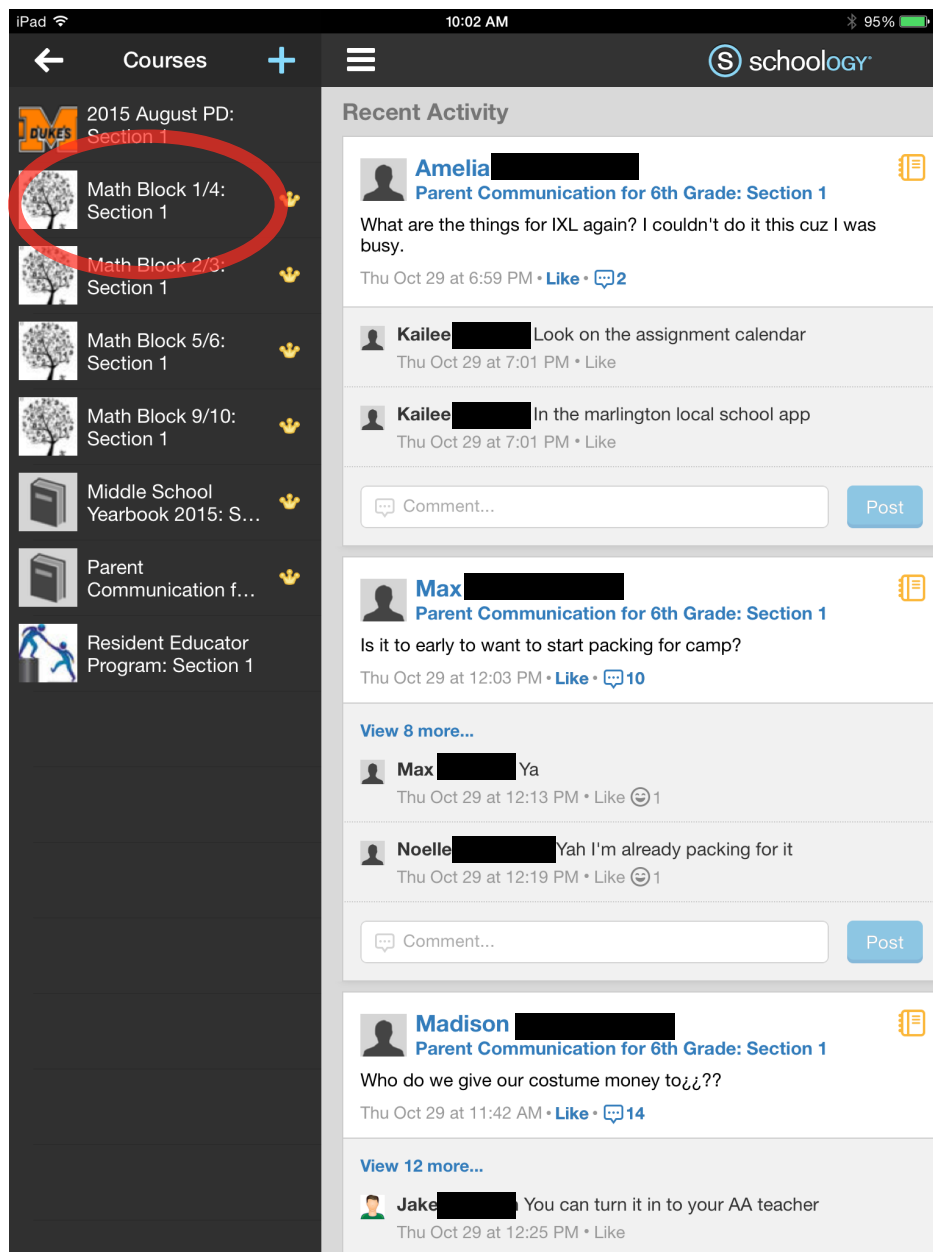 iPad 10:02 AM 95%
Courses
2015 August PD:
Section 1
DUKES
Math Block 1/4:
Section 1
Math Block 2/3:
Section 1
Math Block 5/6:
Section 1
Math Block 9/10:
Section 1
Middle School
Yearbook 2015: S...
Parent
Communication f...
Resident Educator
Program: Section 1
S schoology
Recent Activity
Amelia
Parent Communication for 6th Grade: Section 1
What are the things for IXL again? I couldn't do it this cuz I was
busy.
Thu Oct 29 at 6:59 PM • Like • 2
Kailee Look on the assignment calendar
Thu Oct 29 at 7:01 PM • Like
Kailee In the marlington local school app
Thu Oct 29 at 7:01 PM • Like
Comment... Post
Max
Parent Communication for 6th Grade: Section 1
Is it to early to want to start packing for camp?
Thu Oct 29 at 12:03 PM • Like • 10
View 8 more...
Max Ya
Thu Oct 29 at 12:13 PM • Like 1
Noelle Yah I'm already packing for it
Thu Oct 29 at 12:19 PM • Like 1
Comment... Post
Madison
Parent Communication for 6th Grade: Section 1
Who do we give our costume money to¿¿??
Thu Oct 29 at 11:42 AM • Like • 14
View 12 more...
Jake You can turn it in to your AA teacher
Thu Oct 29 at 12:25 PM • Like